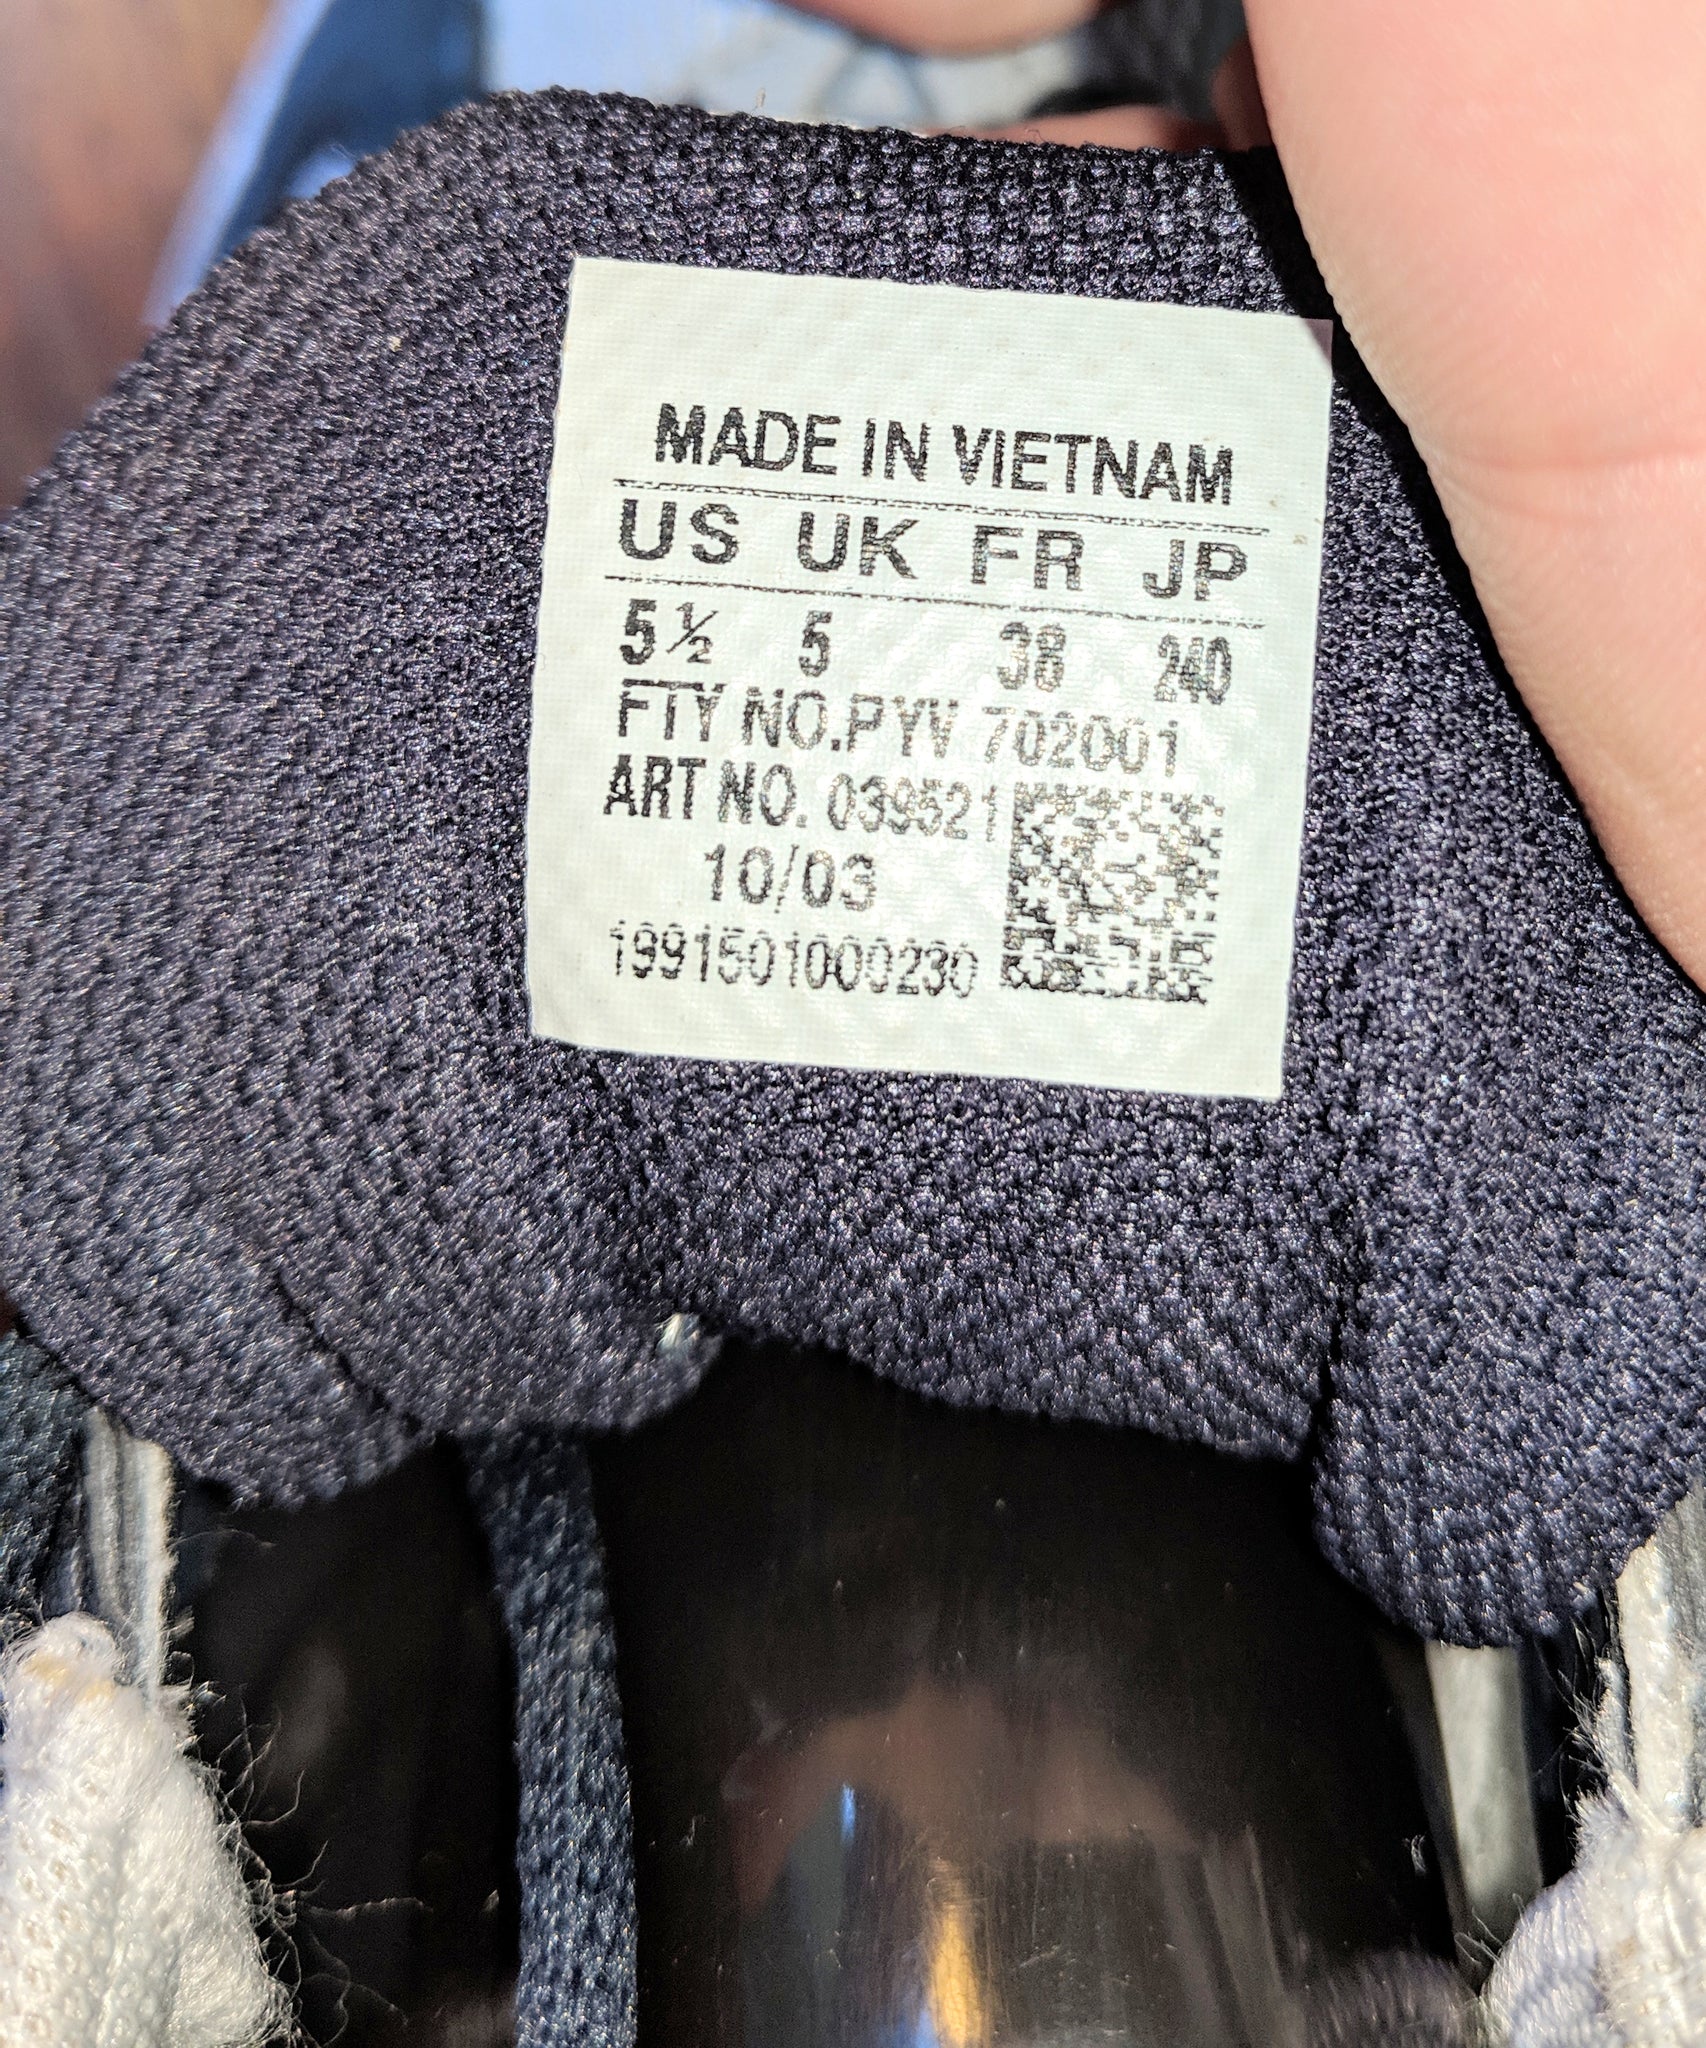 MADE IN VIETNAM
US UK FR JP
5½ 5 38 240
FTY NO.PYV 702001
ART NO. 039521
10/03
1991501000230